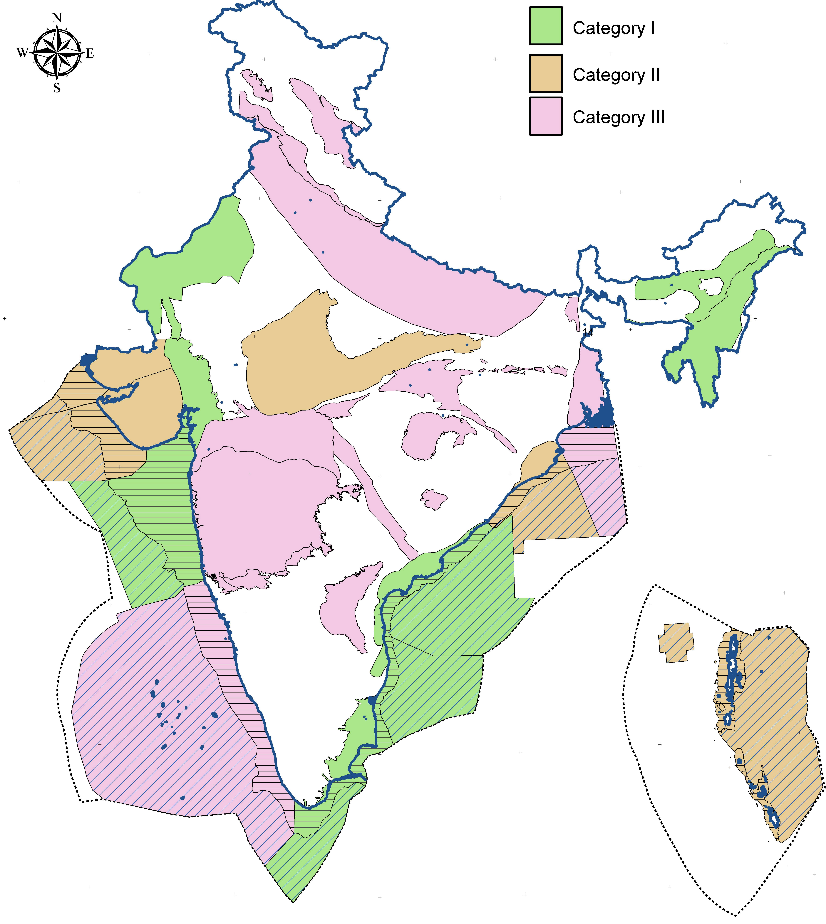 N
W E
S
Category I
Category II
Category III